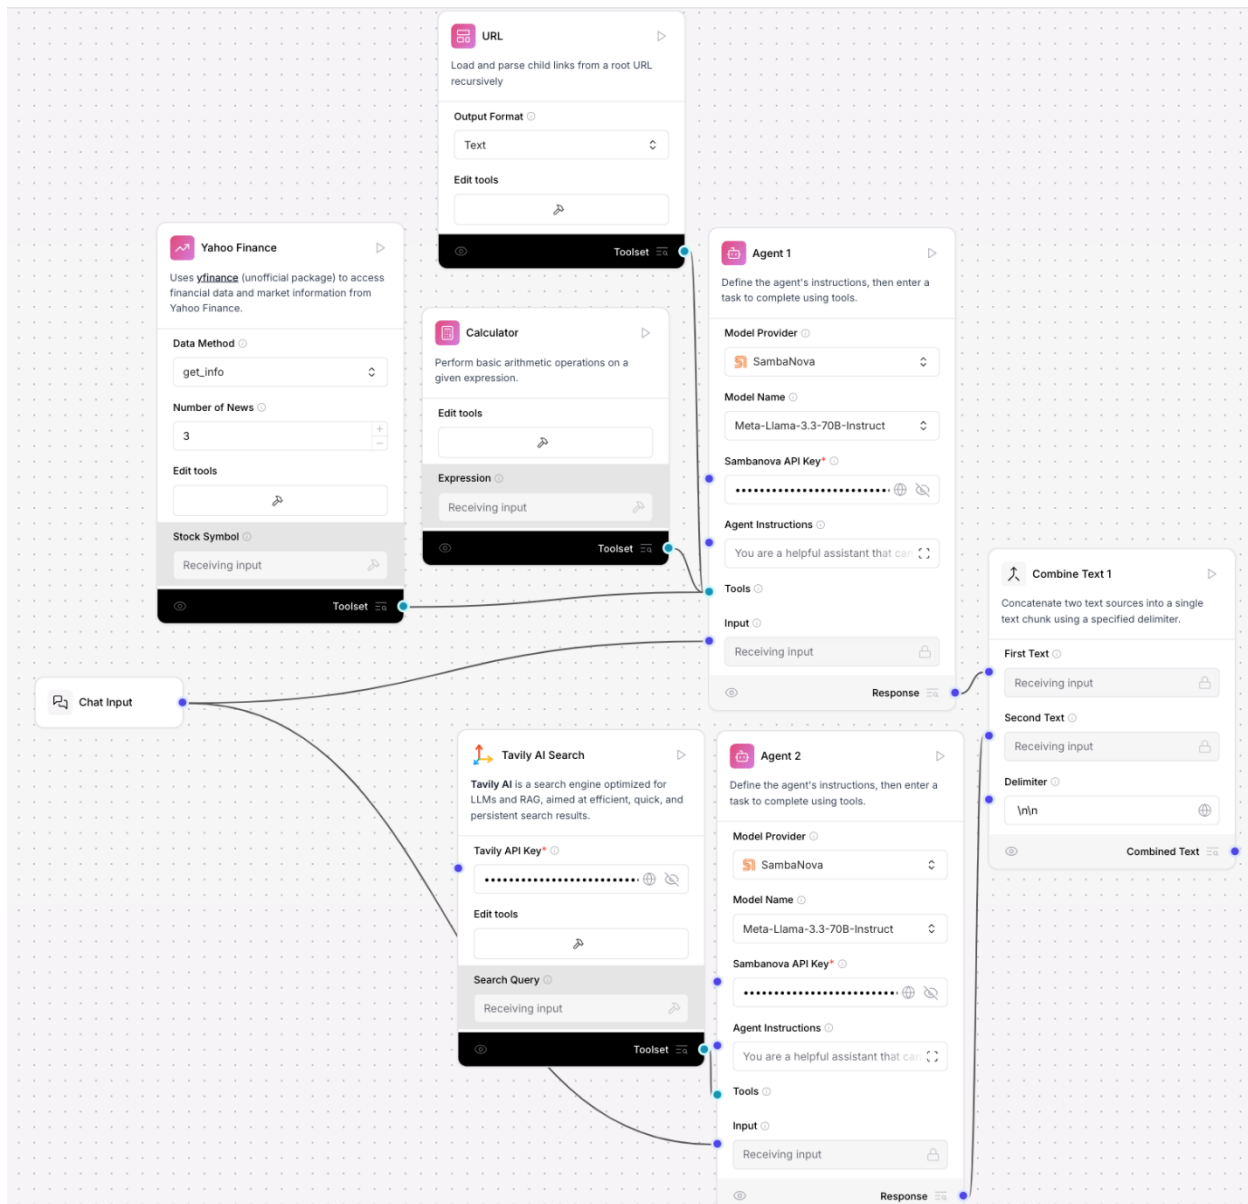 URL
Load and parse child links from a root URL
recursively
Output Format
Text
Edit tools
Toolset
Yahoo Finance
Uses yfinance (unofficial package) to access
financial data and market information from
Yahoo Finance.
Data Method
get_info
Number of News
3
Edit tools
Stock Symbol
Receiving input
Toolset
Calculator
Perform basic arithmetic operations on a
given expression.
Edit tools
Expression
Receiving input
Toolset
Agent 1
Define the agent's instructions, then enter a
task to complete using tools.
Model Provider
SambaNova
Model Name
Meta-Llama-3.3-70B-Instruct
Sambanova API Key*
Agent Instructions
You are a helpful assistant that can
Tools
Input
Receiving input
Response
Chat Input
Tavily AI Search
Tavily AI is a search engine optimized for
LLMs and RAG, aimed at efficient, quick, and
persistent search results.
Tavily API Key*
Edit tools
Search Query
Receiving input
Toolset
Agent 2
Define the agent's instructions, then enter a
task to complete using tools.
Model Provider
SambaNova
Model Name
Meta-Llama-3.3-70B-Instruct
Sambanova API Key*
Agent Instructions
You are a helpful assistant that can
Tools
Input
Receiving input
Response
Combine Text 1
Concatenate two text sources into a single
text chunk using a specified delimiter.
First Text
Receiving input
Second Text
Receiving input
Delimiter
\n\n
Combined Text